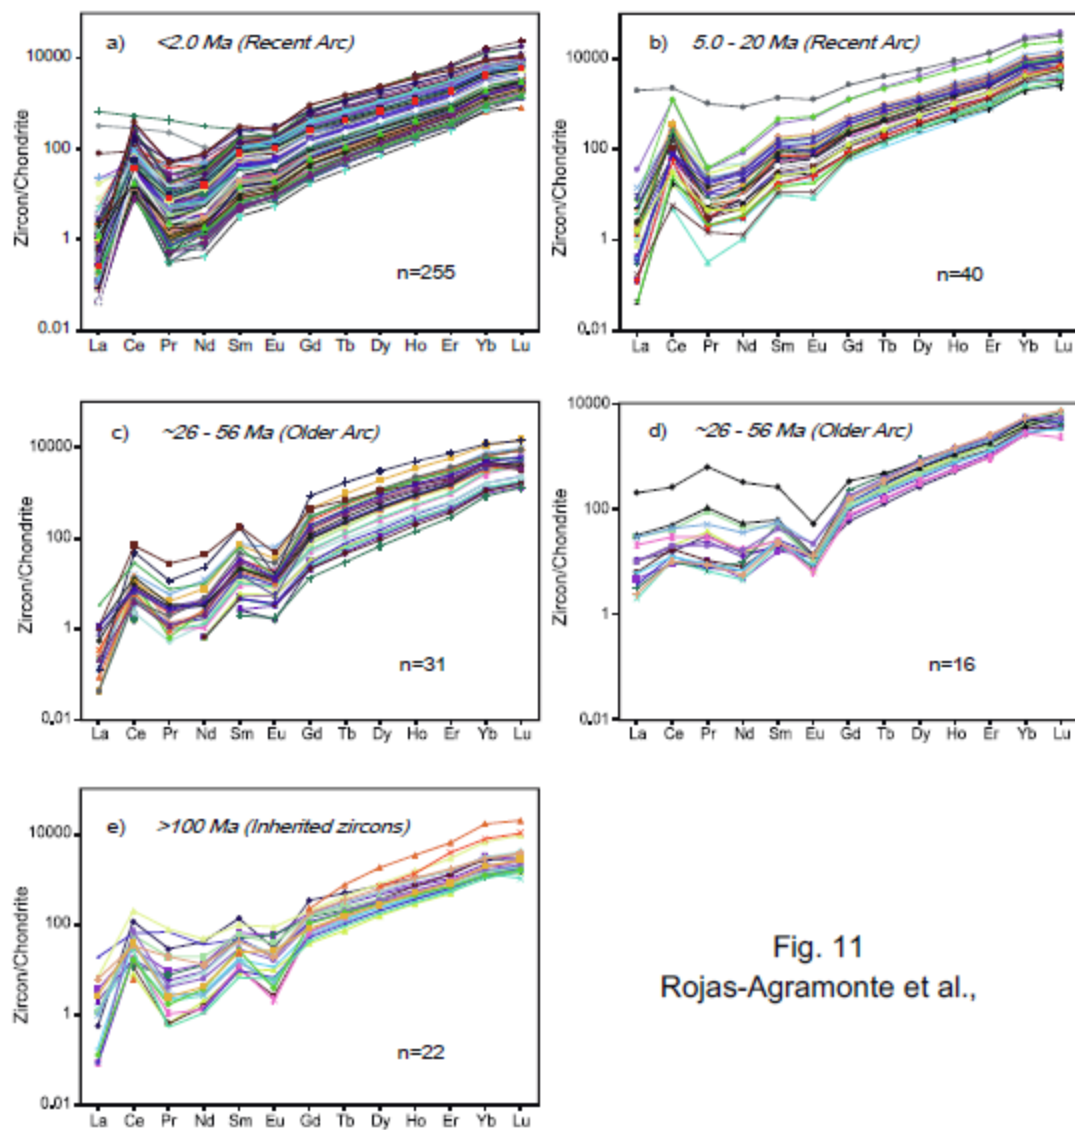 a) <2.0 Ma (Recent Arc)
Zircon/Chondrite
10000
100
1
0.01
n=255
La Ce Pr Nd Sm Eu Gd Tb Dy Ho Er Yb Lu
b) 5.0 - 20 Ma (Recent Arc)
Zircon/Chondrite
10000
100
1
0.01
n=40
La Ce Pr Nd Sm Eu Gd Tb Dy Ho Er Yb Lu
c) ~26 - 56 Ma (Older Arc)
Zircon/Chondrite
10000
100
1
0.01
n=31
La Ce Pr Nd Sm Eu Gd Tb Dy Ho Er Yb Lu
d) ~26 - 56 Ma (Older Arc)
Zircon/Chondrite
10000
100
1
0.01
n=16
La Ce Pr Nd Sm Eu Gd Tb Dy Ho Er Yb Lu
e) >100 Ma (Inherited zircons)
Zircon/Chondrite
10000
100
1
0.01
n=22
La Ce Pr Nd Sm Eu Gd Tb Dy Ho Er Yb Lu
Fig. 11
Rojas-Agramonte et al.,